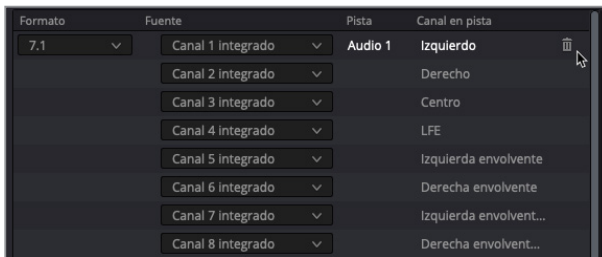 Formato Fuente Pista Canal en pista
7.1 Canal 1 integrado Audio 1 Izquierdo
Canal 2 integrado Derecho
Canal 3 integrado Centro
Canal 4 integrado LFE
Canal 5 integrado Izquierda envolvente
Canal 6 integrado Derecha envolvente
Canal 7 integrado Izquierda envolvent...
Canal 8 integrado Derecha envolvent...